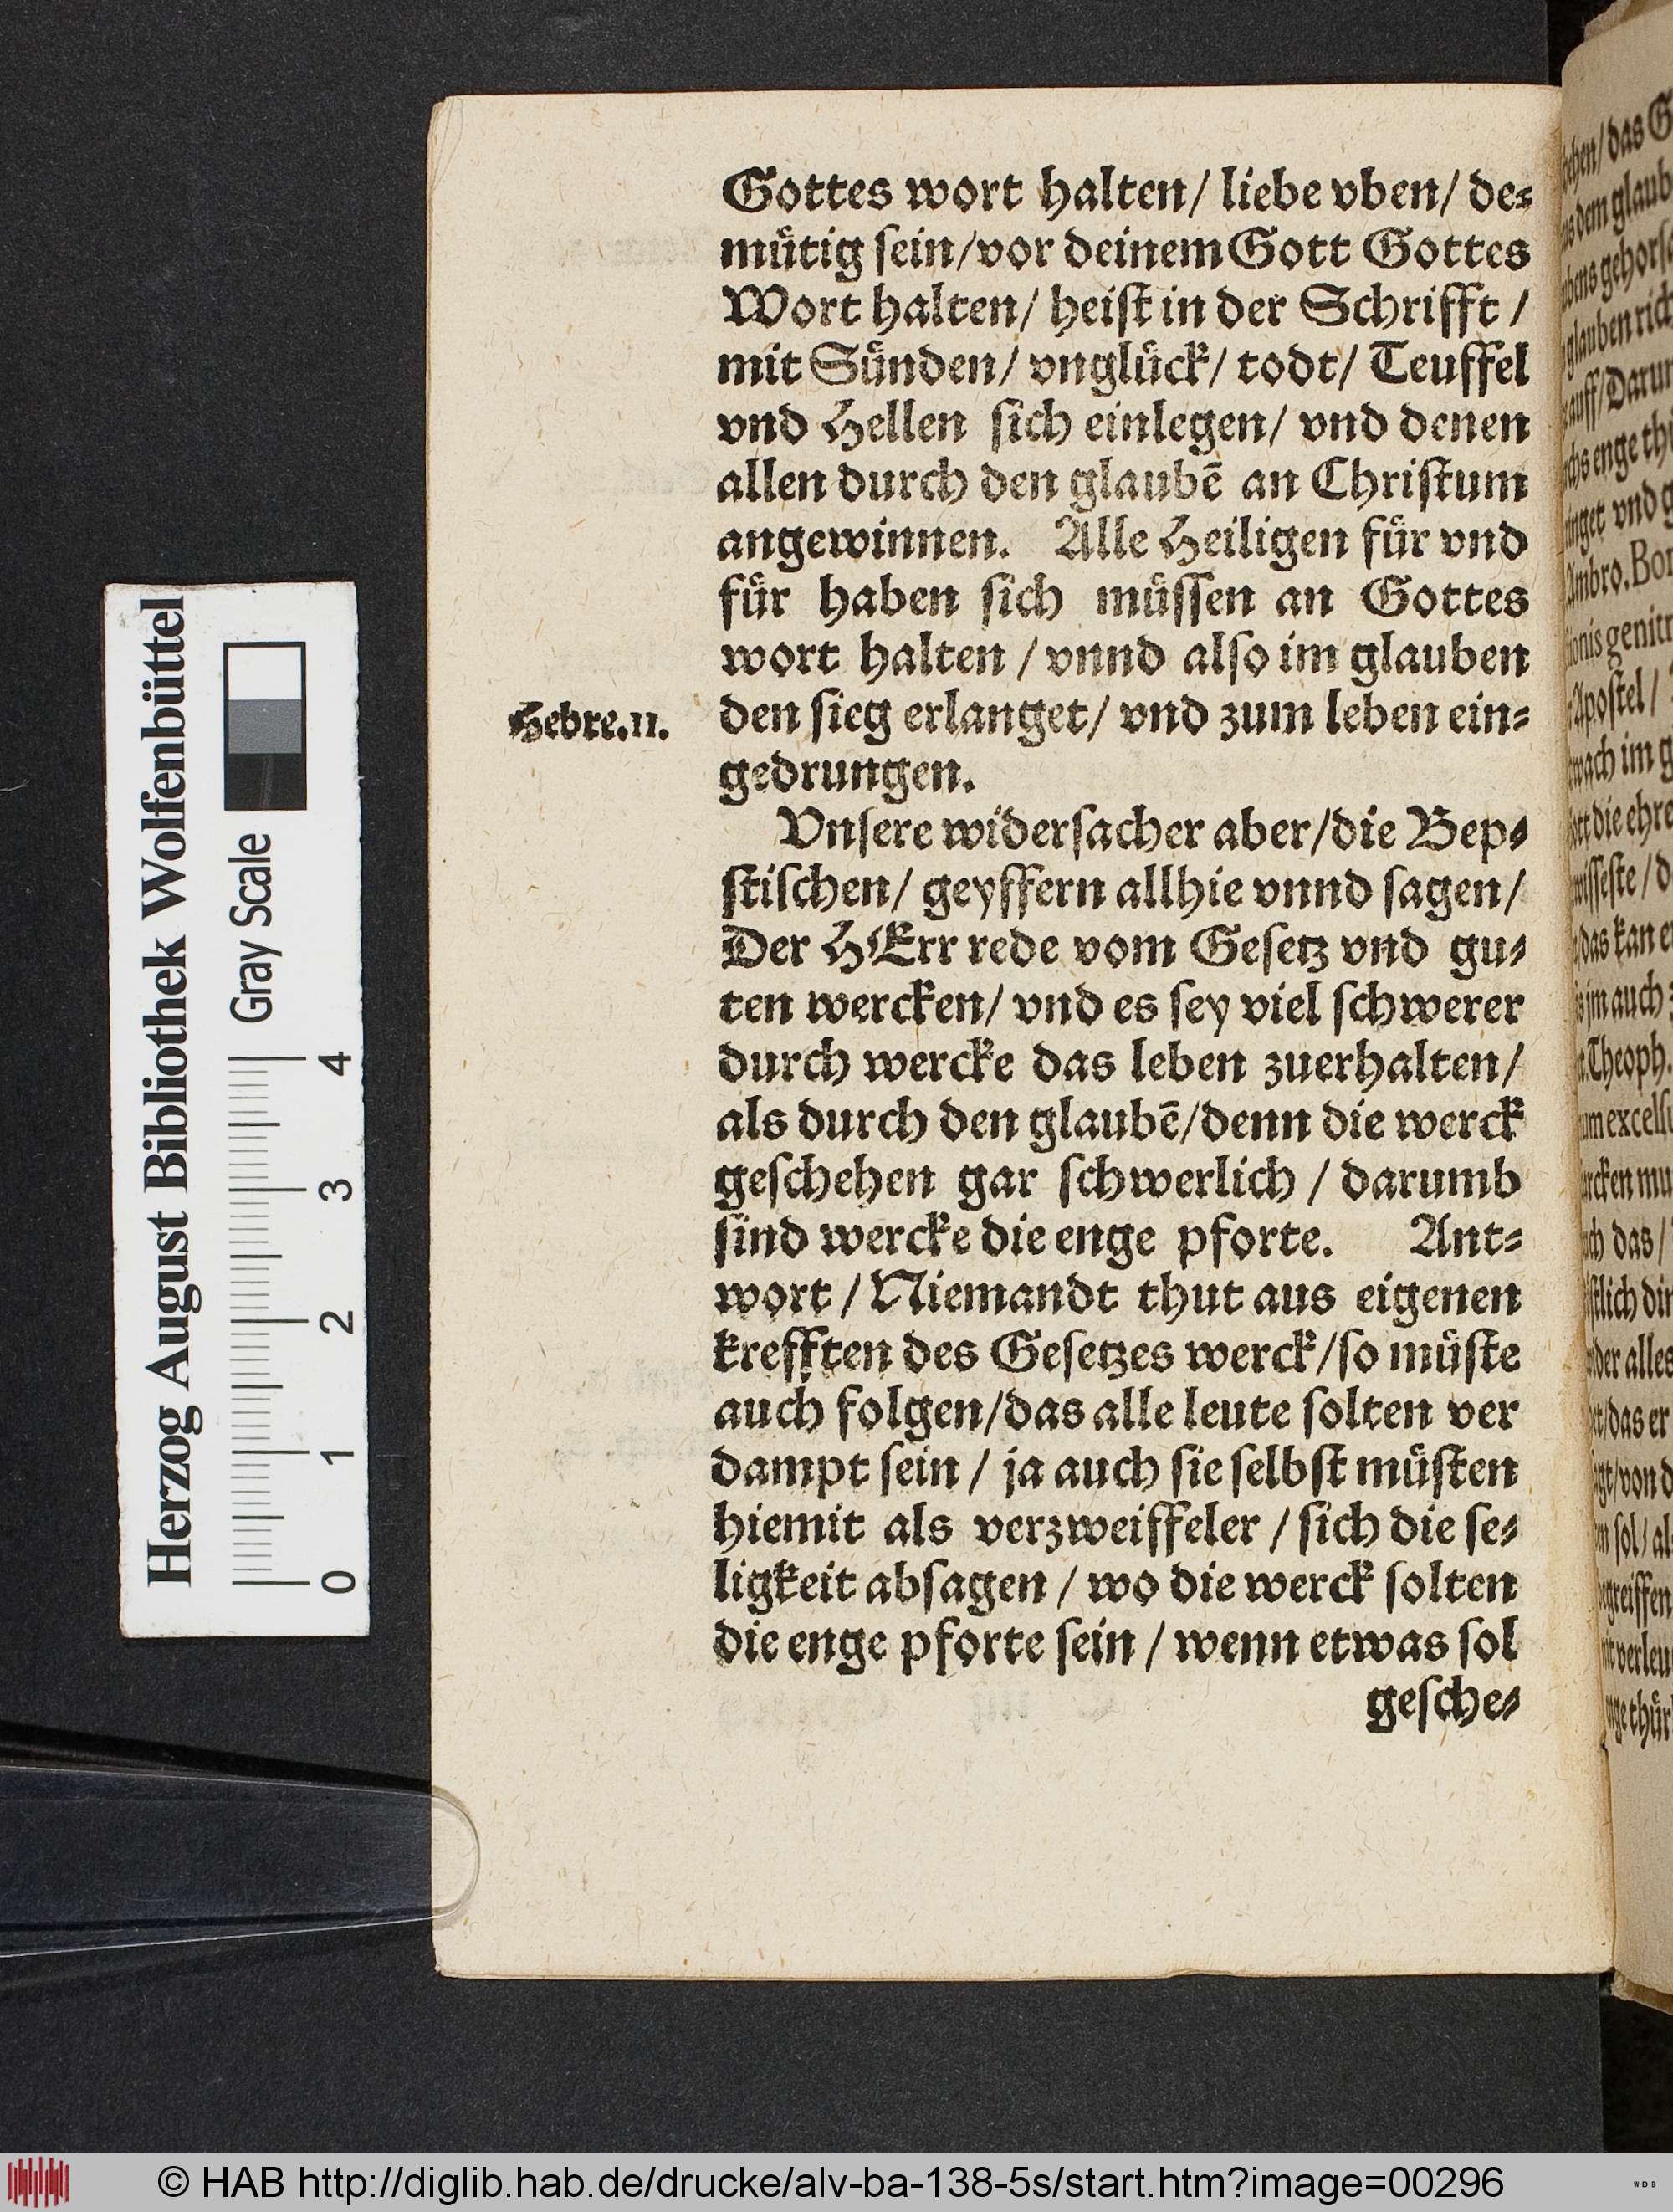 Gottes wort halten/ liebe vben/ de⸗
mütig sein/vor deinem Gott Gottes
Wort halten/ heist in der Schrifft /
mit Sünden/ vnglück/ todt/ Teuffel
vnd Hellen sich einlegen/ vnd denen
allen durch den glaubē an Christum
angewinnen. Alle Heiligen für vnd
für haben sich müssen an Gottes
wort halten / vnnd also im glauben
Hebre.11.
den sieg erlanget/ vnd zum leben ein⸗
gedrungen.
Vnsere widersacher aber/die Bep⸗
stischen/ geyffern allhie vnnd sagen/
Der HErr rede vom Gesetz vnd gu⸗
ten wercken/ vnd es sey viel schwerer
durch wercke das leben zuerhalten/
als durch den glaubē/denn die werck
geschehen gar schwerlich / darumb
sind wercke die enge pforte. Ant⸗
wort / Niemandt thut aus eigenen
krefften des Gesetzes werck/so müste
auch folgen/das alle leute solten ver
dampt sein / ja auch sie selbst müsten
hiemit als verzweiffeler / sich die se⸗
ligkeit absagen / wo die werck solten
die enge pforte sein / wenn etwas sol
gesche⸗
Herzog August Bibliothek Wolfenbüttel
Gray Scale
0 1 2 3 4
© HAB http://diglib.hab.de/drucke/alv-ba-138-5s/start.htm?image=00296
WDB